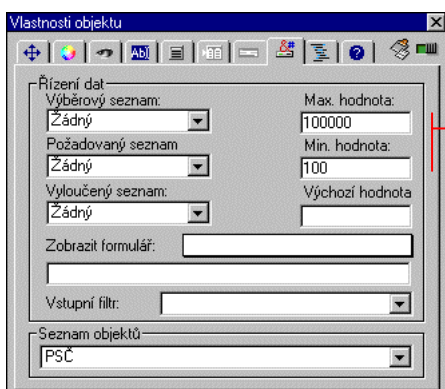 Vlastnosti objektu
Ab
&#
?
Řízení dat
Výběrový seznam:
Max. hodnota:
Žádný
100000
Požadovaný seznam
Min. hodnota:
Žádný
100
Vyloučený seznam:
Výchozí hodnota
Žádný
Zobrazit formulář:
Vstupní filtr:
Seznam objektů
PSČ